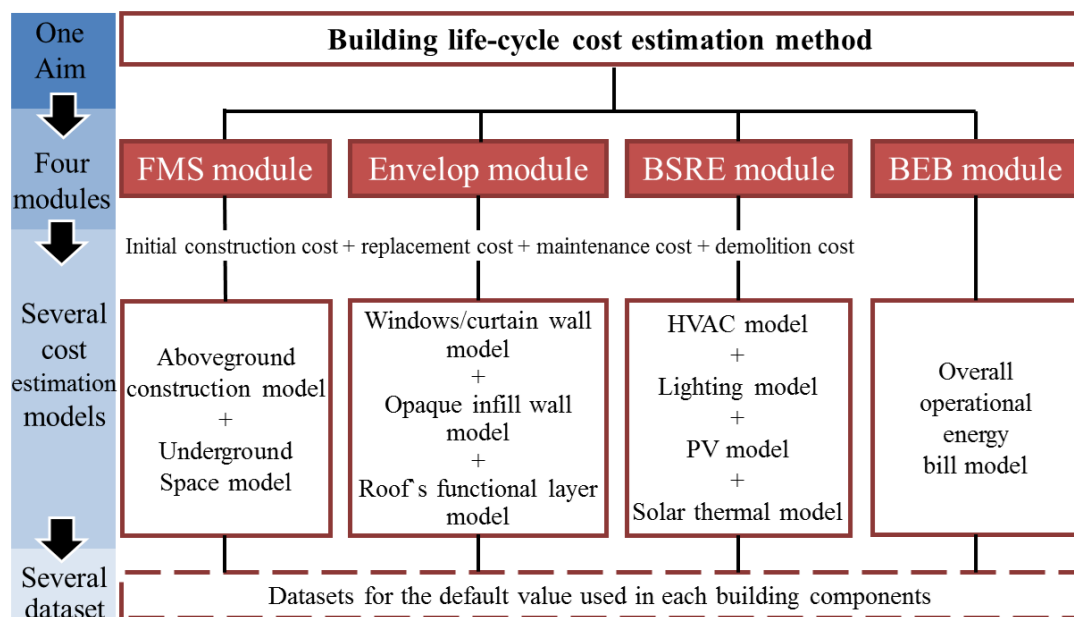 One
Aim
Building life-cycle cost estimation method
Four
modules
FMS module
Envelop module
BSRE module
BEB module
Initial construction cost + replacement cost + maintenance cost + demolition cost
Several
cost
estimation
models
Aboveground
construction model
+
Underground
Space model
Windows/curtain wall
model
+
Opaque infill wall
model
+
Roof`s functional layer
model
HVAC model
+
Lighting model
+
PV model
+
Solar thermal model
Overall
operational
energy
bill model
Several
dataset
Datasets for the default value used in each building components